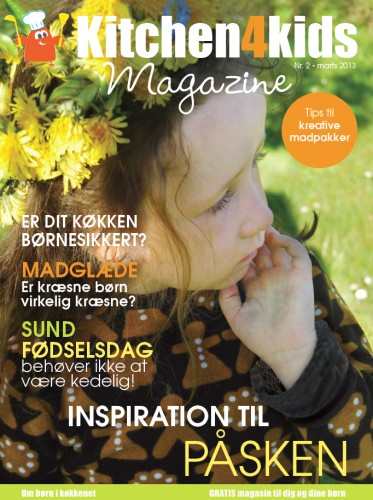 Kitchen4kids
Magazine
Nr. 2 • marts 2013
Tips til
kreative
madpakker
ER DIT KØKKEN
BØRNESIKKERT?
MADGLÆDE
Er kræsne børn
virkelig kræsne?
SUND
FØDSELSDAG
behøver ikke at
være kedelig!
INSPIRATION TIL
PÅSKEN
Om børn i køkkenet
GRATIS magasin til dig og dine børn